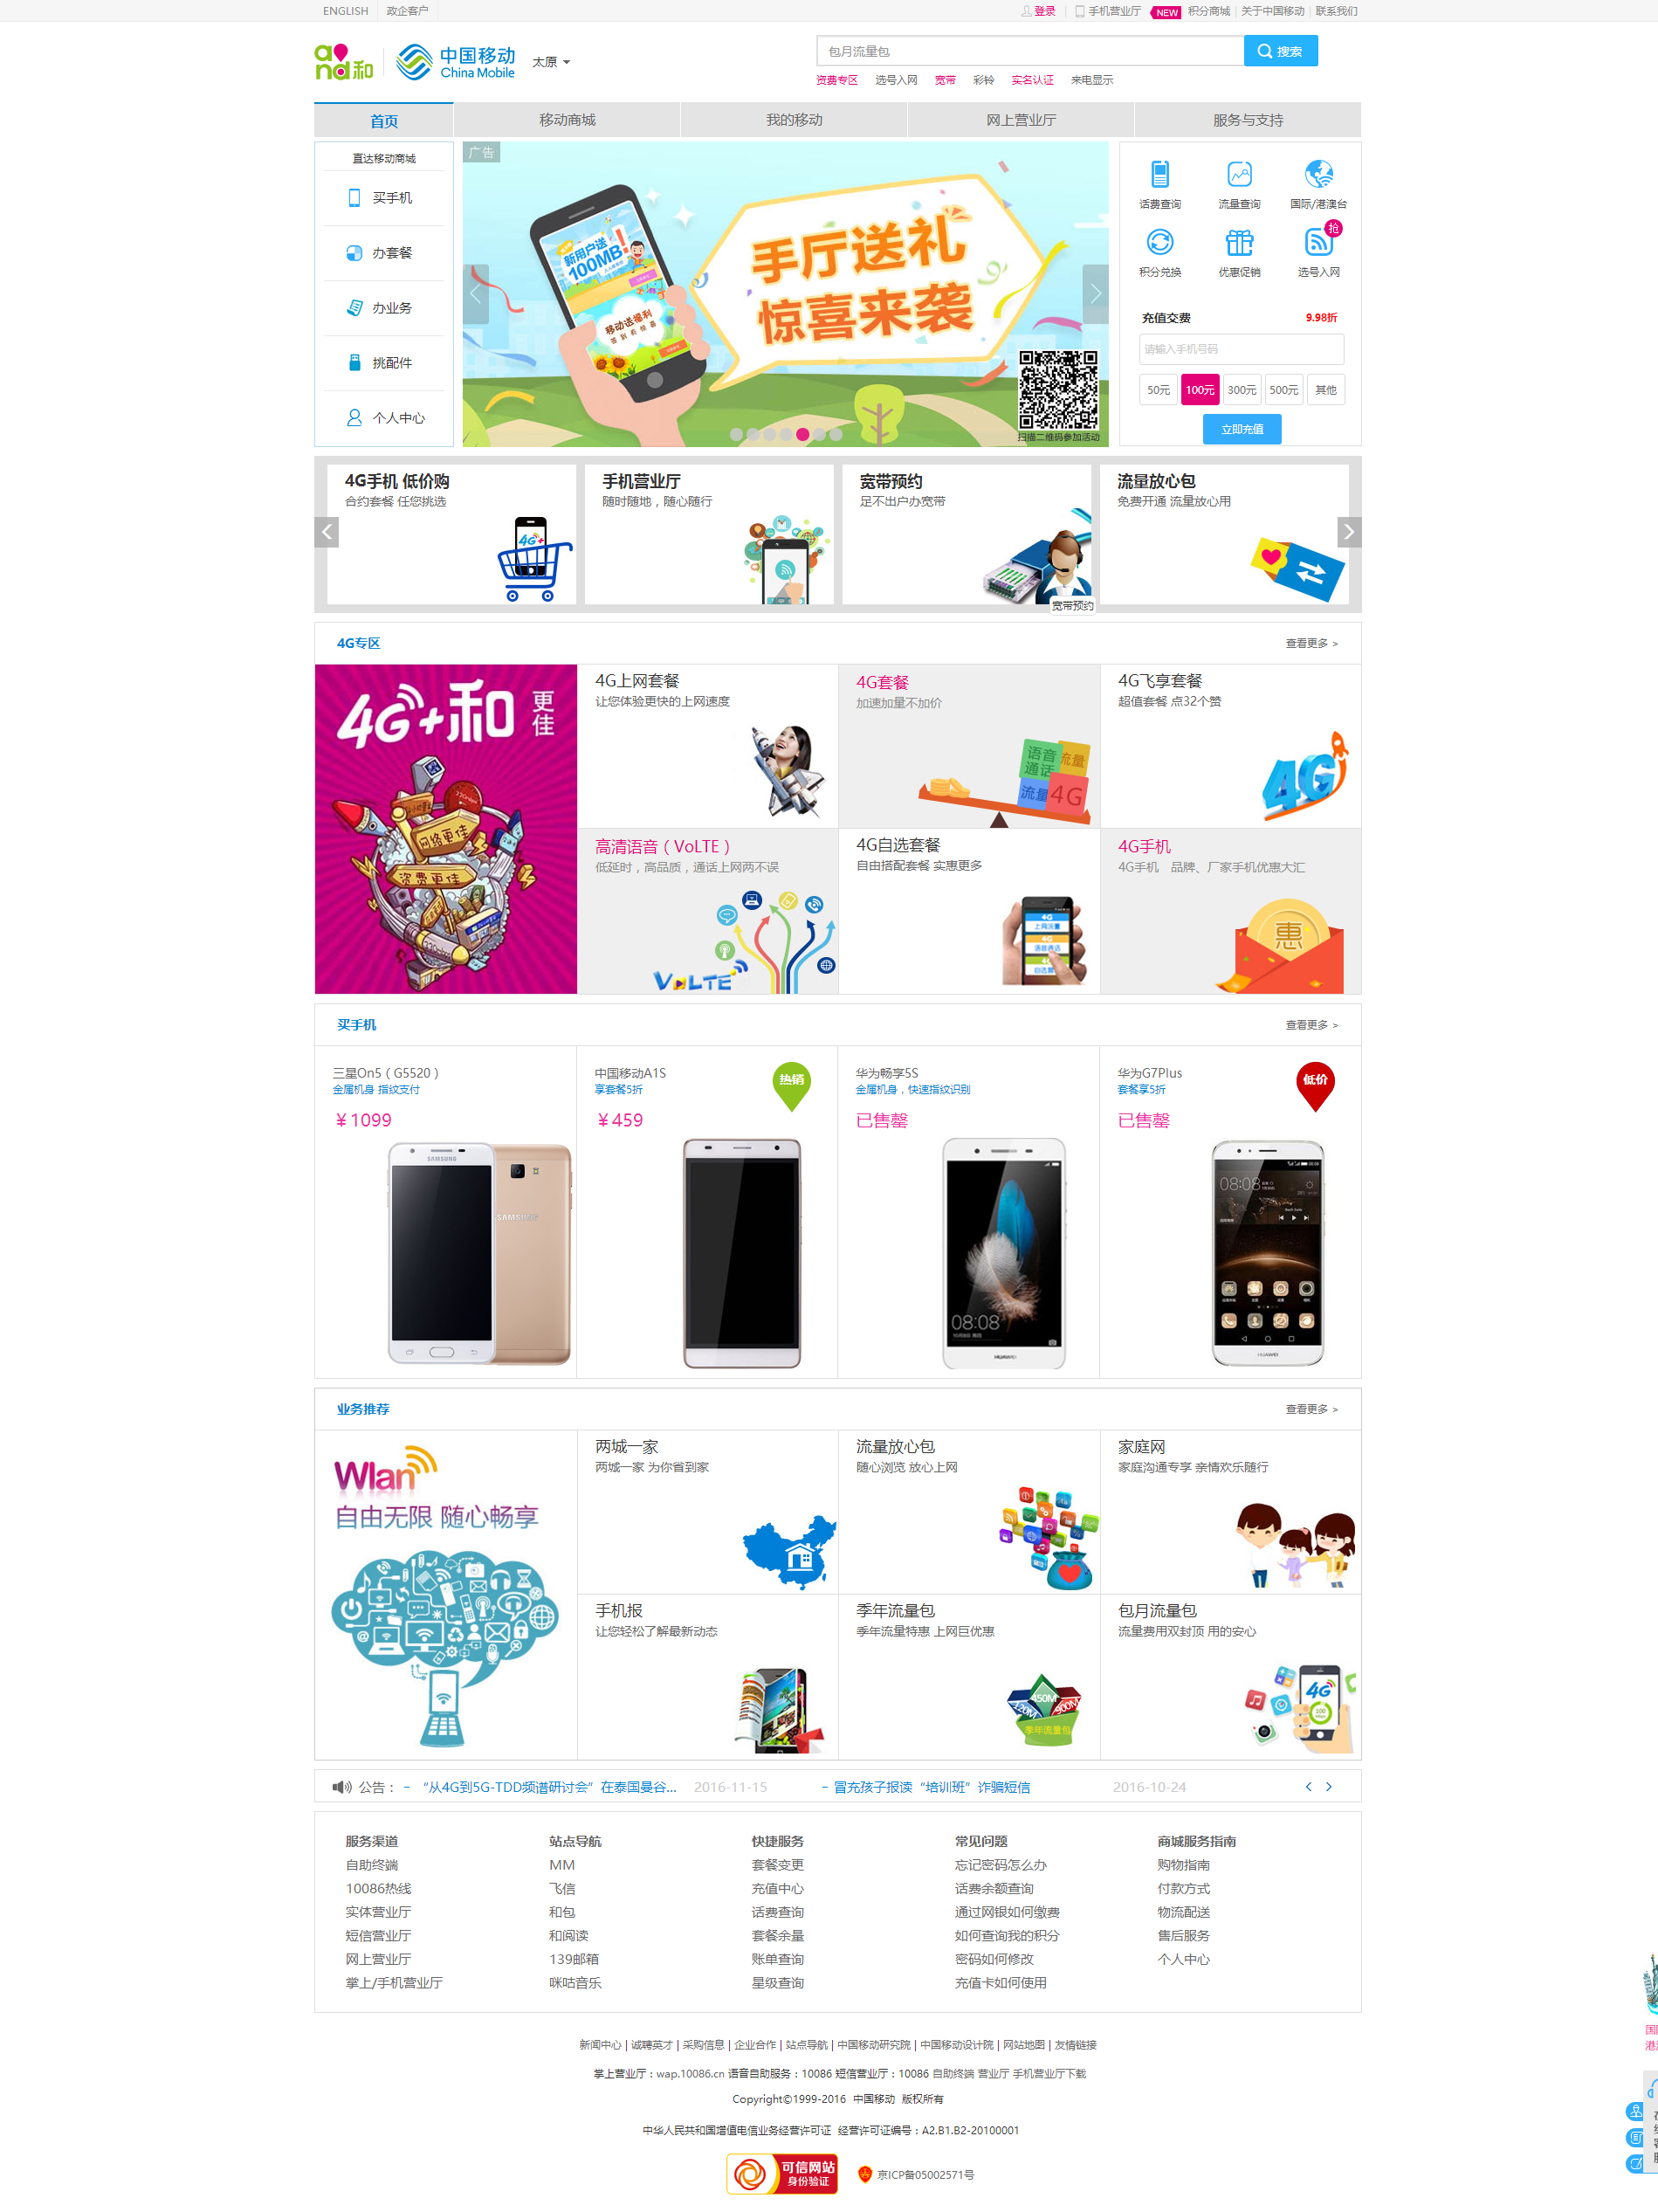 ENGLISH 政企客户
登录 手机营业厅 NEW 积分商城 关于中国移动 联系我们
and和 中国移动 China Mobile 太原
包月流量包 搜索
资费专区 选号入网 宽带 彩铃 实名认证 来电显示
首页 移动商城 我的移动 网上营业厅 服务与支持
直达移动商城
买手机
办套餐
办业务
挑配件
个人中心
广告
新用户送
100MB!
移动送福利
手厅送礼
惊喜来袭
扫描二维码参加活动
话费查询 流量查询 国际/港澳台
抢
积分兑换 优惠促销 选号入网
充值交费 9.98折
请输入手机号码
50元 100元 300元 500元 其他
立即充值
4G手机 低价购
合约套餐 任您挑选
4G+
手机营业厅
随时随地，随心随行
宽带预约
足不出户办宽带
宽带预约
流量放心包
免费开通 流量放心用
4G专区 查看更多 >
4G+和 更佳
网络更佳
资费更佳
4G上网套餐
让您体验更快的上网速度
4G套餐
加速加量不加价
语音通话 流量
流量 4G
4G飞享套餐
超值套餐 点32个赞
4G
高清语音（VoLTE）
低延时，高品质，通话上网两不误
VoLTE
4G自选套餐
自由搭配套餐 实惠更多
4G手机
4G手机 品牌、厂家手机优惠大汇
惠
买手机 查看更多 >
三星On5（G5520）
金属机身 指纹支付
￥1099
SAMSUNG
SAMSUNG
中国移动A1S
享套餐5折
￥459
热销
华为畅享5S
金属机身，快速指纹识别
已售罄
08:08
HUAWEI
华为G7Plus
套餐享5折
已售罄
低价
08:08
HUAWEI
业务推荐 查看更多 >
Wlan
自由无限 随心畅享
两城一家
两城一家 为你省到家
流量放心包
随心浏览 放心上网
家庭网
家庭沟通专享 亲情欢乐随行
手机报
让您轻松了解最新动态
季年流量包
季年流量特惠 上网巨优惠
季年流量包
包月流量包
流量费用双封顶 用的安心
4G
公告： - “从4G到5G-TDD频谱研讨会”在泰国曼谷... 2016-11-15 - 冒充孩子报读“培训班”诈骗短信 2016-10-24
服务渠道 站点导航 快捷服务 常见问题 商城服务指南
自助终端 MM 套餐变更 忘记密码怎么办 购物指南
10086热线 飞信 充值中心 话费余额查询 付款方式
实体营业厅 和包 话费查询 通过网银如何缴费 物流配送
短信营业厅 和阅读 套餐余量 如何查询我的积分 售后服务
网上营业厅 139邮箱 账单查询 密码如何修改 个人中心
掌上/手机营业厅 咪咕音乐 星级查询 充值卡如何使用
新闻中心 | 诚聘英才 | 采购信息 | 企业合作 | 站点导航 | 中国移动研究院 | 中国移动设计院 | 网站地图 | 友情链接
掌上营业厅：wap.10086.cn 语音自助服务：10086 短信营业厅：10086 自助终端 营业厅 手机营业厅下载
Copyright©1999-2016 中国移动 版权所有
中华人民共和国增值电信业务经营许可证 经营许可证编号：A2.B1.B2-20100001
可信网站
身份验证
京ICP备05002571号